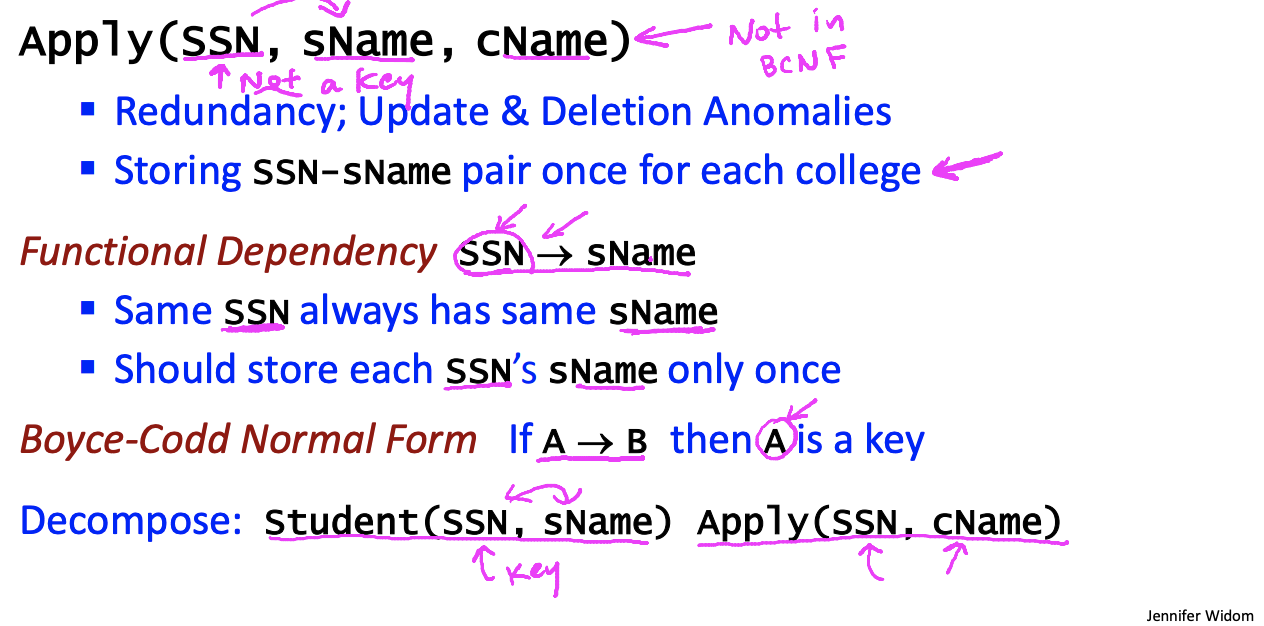 Apply(SSN, sName, cName) Not in
BCNF
Not a key
▪ Redundancy; Update & Deletion Anomalies
▪ Storing SSN-sName pair once for each college
Functional Dependency SSN → sName
▪ Same SSN always has same sName
▪ Should store each SSN’s sName only once
Boyce-Codd Normal Form If A → B then A is a key
Decompose: Student(SSN, sName) Apply(SSN, cName)
Key
Jennifer Widom